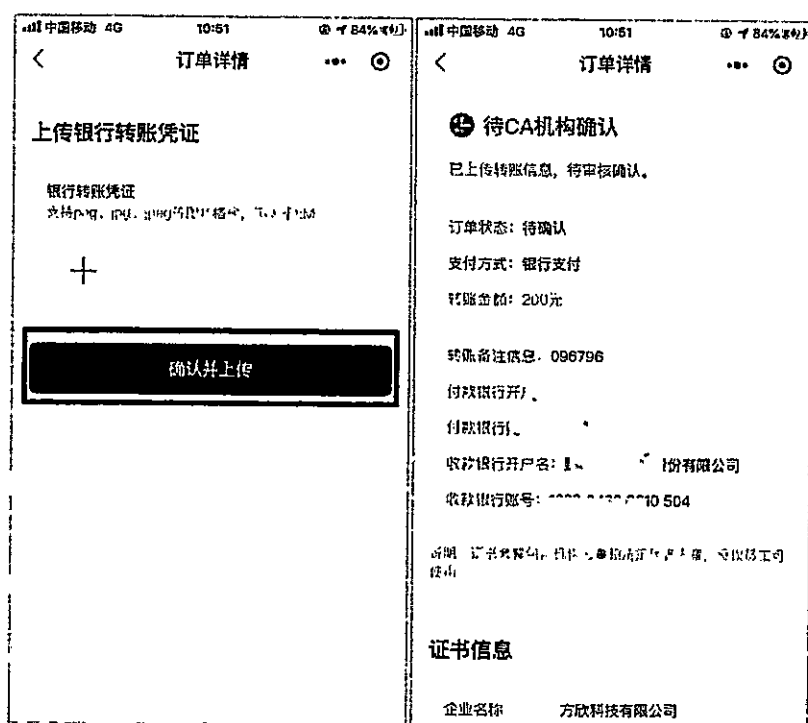 中国移动 4G 10:51 84%
订单详情
上传银行转账凭证
银行转账凭证
确认并上传
中国移动 4G 10:51 84%
订单详情
待CA机构确认
已上传转账信息，待审核确认。
订单状态：待确认
支付方式：银行支付
转账金额：200元
转账备注信息：096796
付款银行开
付款银行
收款银行开户名： 份有限公司
收款银行账号： 10 504
证书信息
企业名称 方欣科技有限公司